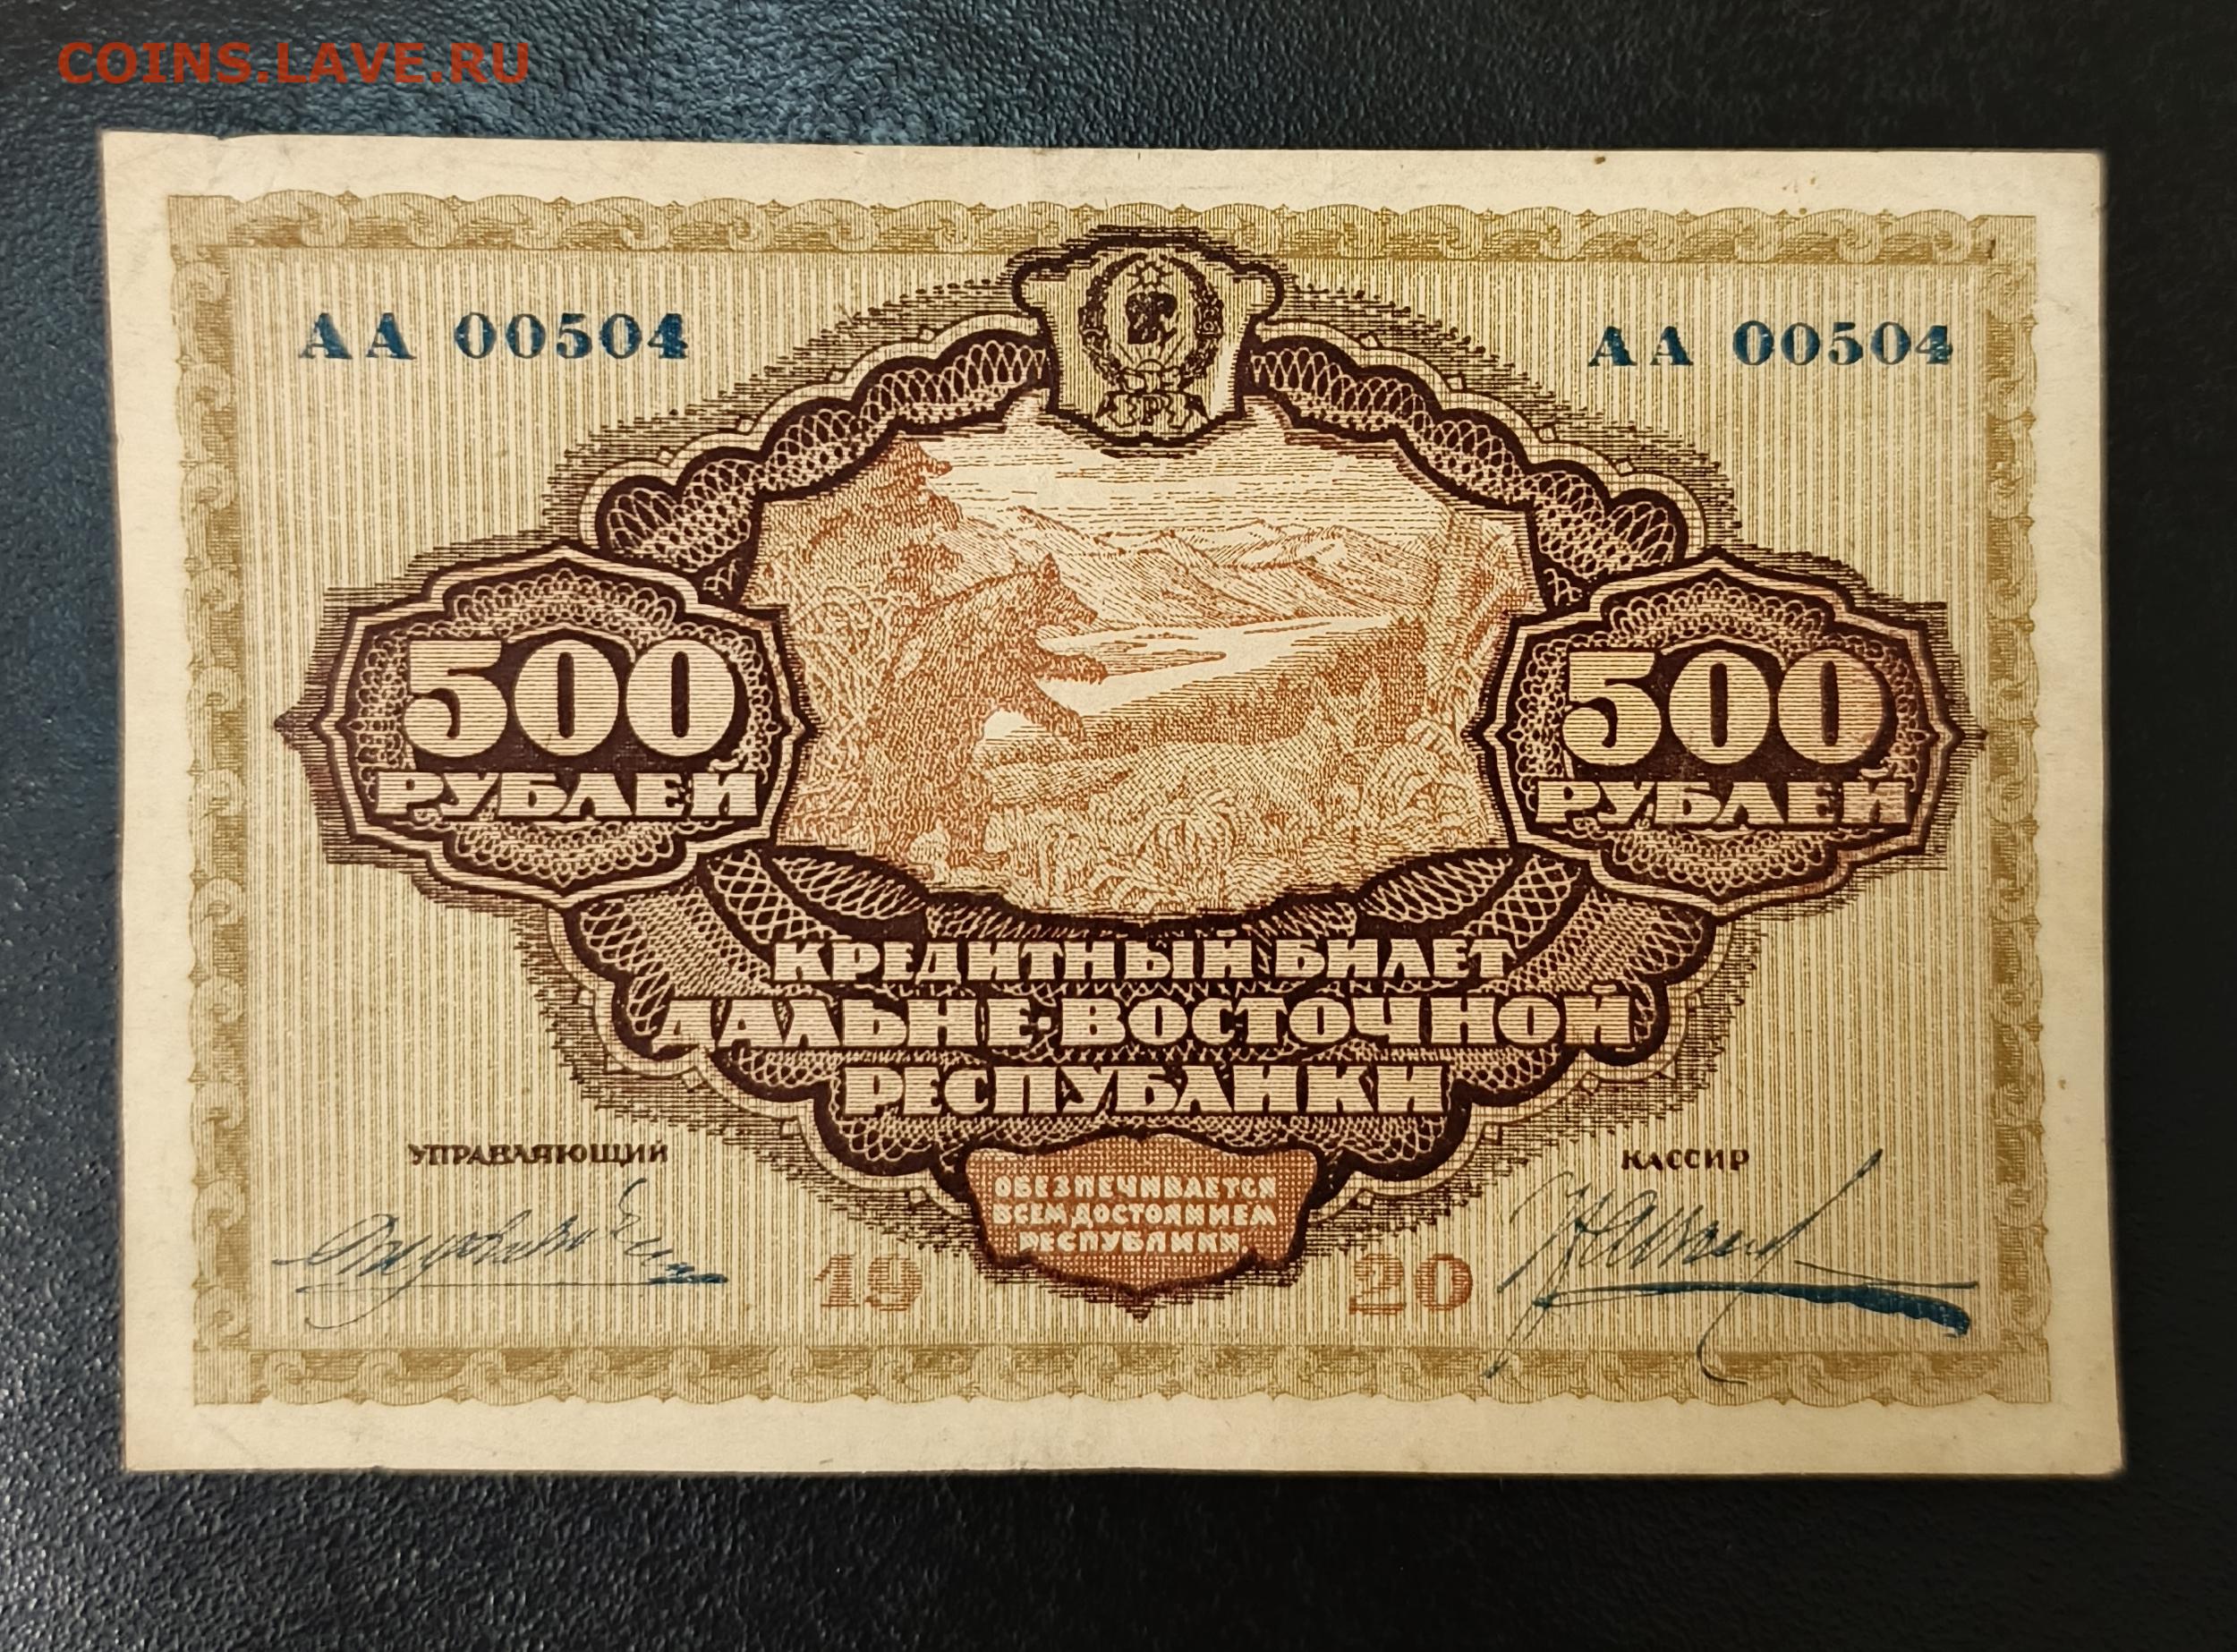 COINS.LAVE.RU
АА 00504
АА 00504
500
РУБЛЕЙ
500
РУБЛЕЙ
КРЕДИТНЫЙ БИЛЕТ
ДАЛЬНЕ-ВОСТОЧНОЙ
РЕСПУБЛИКИ
УПРАВЛЯЮЩИЙ
КАССИР
ОБЕЗПЕЧИВАЕТСЯ
ВСЕМ ДОСТОЯНИЕМ
РЕСПУБЛИКИ
19 20